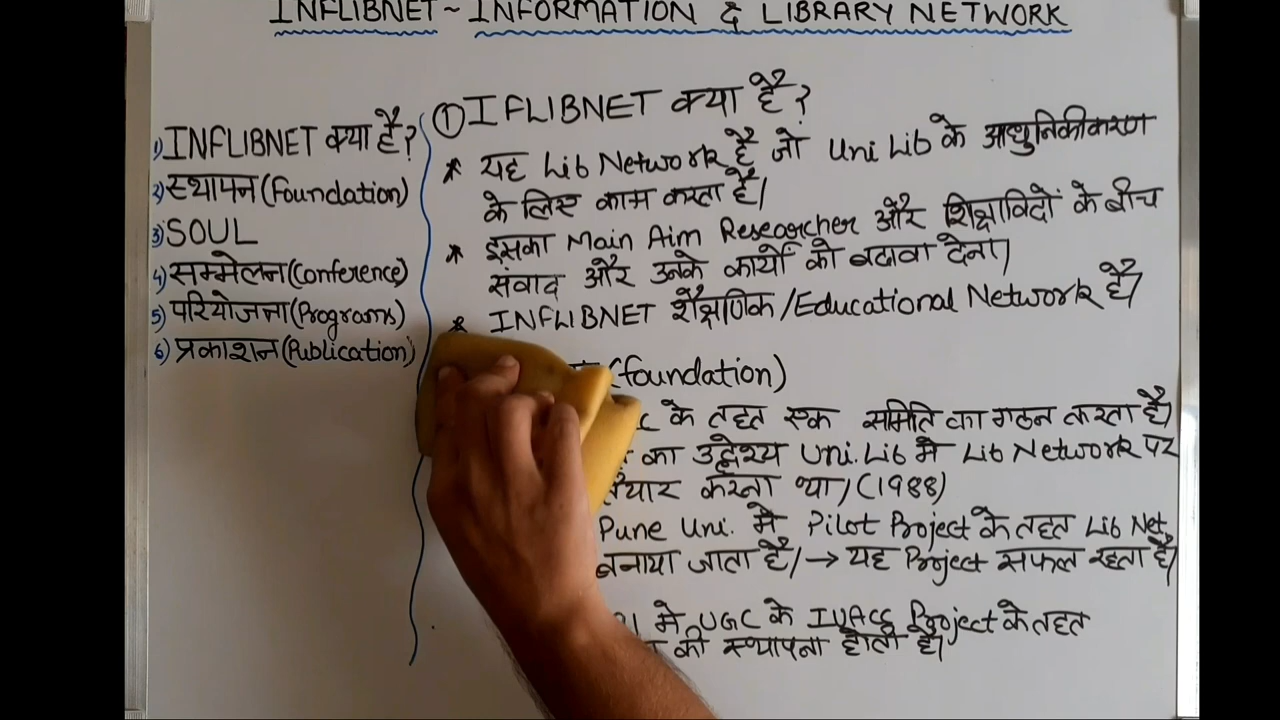 INFLIBNET ~ INFORMATION & LIBRARY NETWORK
1) INFLIBNET क्या है?
2) स्थापन (Foundation)
3) SOUL
4) सम्मेलन (Conference)
5) परियोजना (Programs)
6) प्रकाशन (Publication)
① IFLIBNET क्या है?
* यह Lib Network है जो Uni Lib के आधुनिकीकरण
के लिए काम करता है।
* इसका Main Aim Researcher और शिक्षाविदों के बीच
संवाद और उनके कार्यों को बढावा देना।
* INFLIBNET शैक्षणिक / Educational Network है।
(foundation)
के तहत एक समिति का गठन करता है।
का उद्देश्य Uni. Lib मे Lib Network पर
तैयार करना था। (1988)
Pune Uni. मे Pilot Project के तहत Lib Net
बनाया जाता है। → यह Project सफल रहता है।
मे UGC के IUACS Project के तहत
की स्थापना होती है।